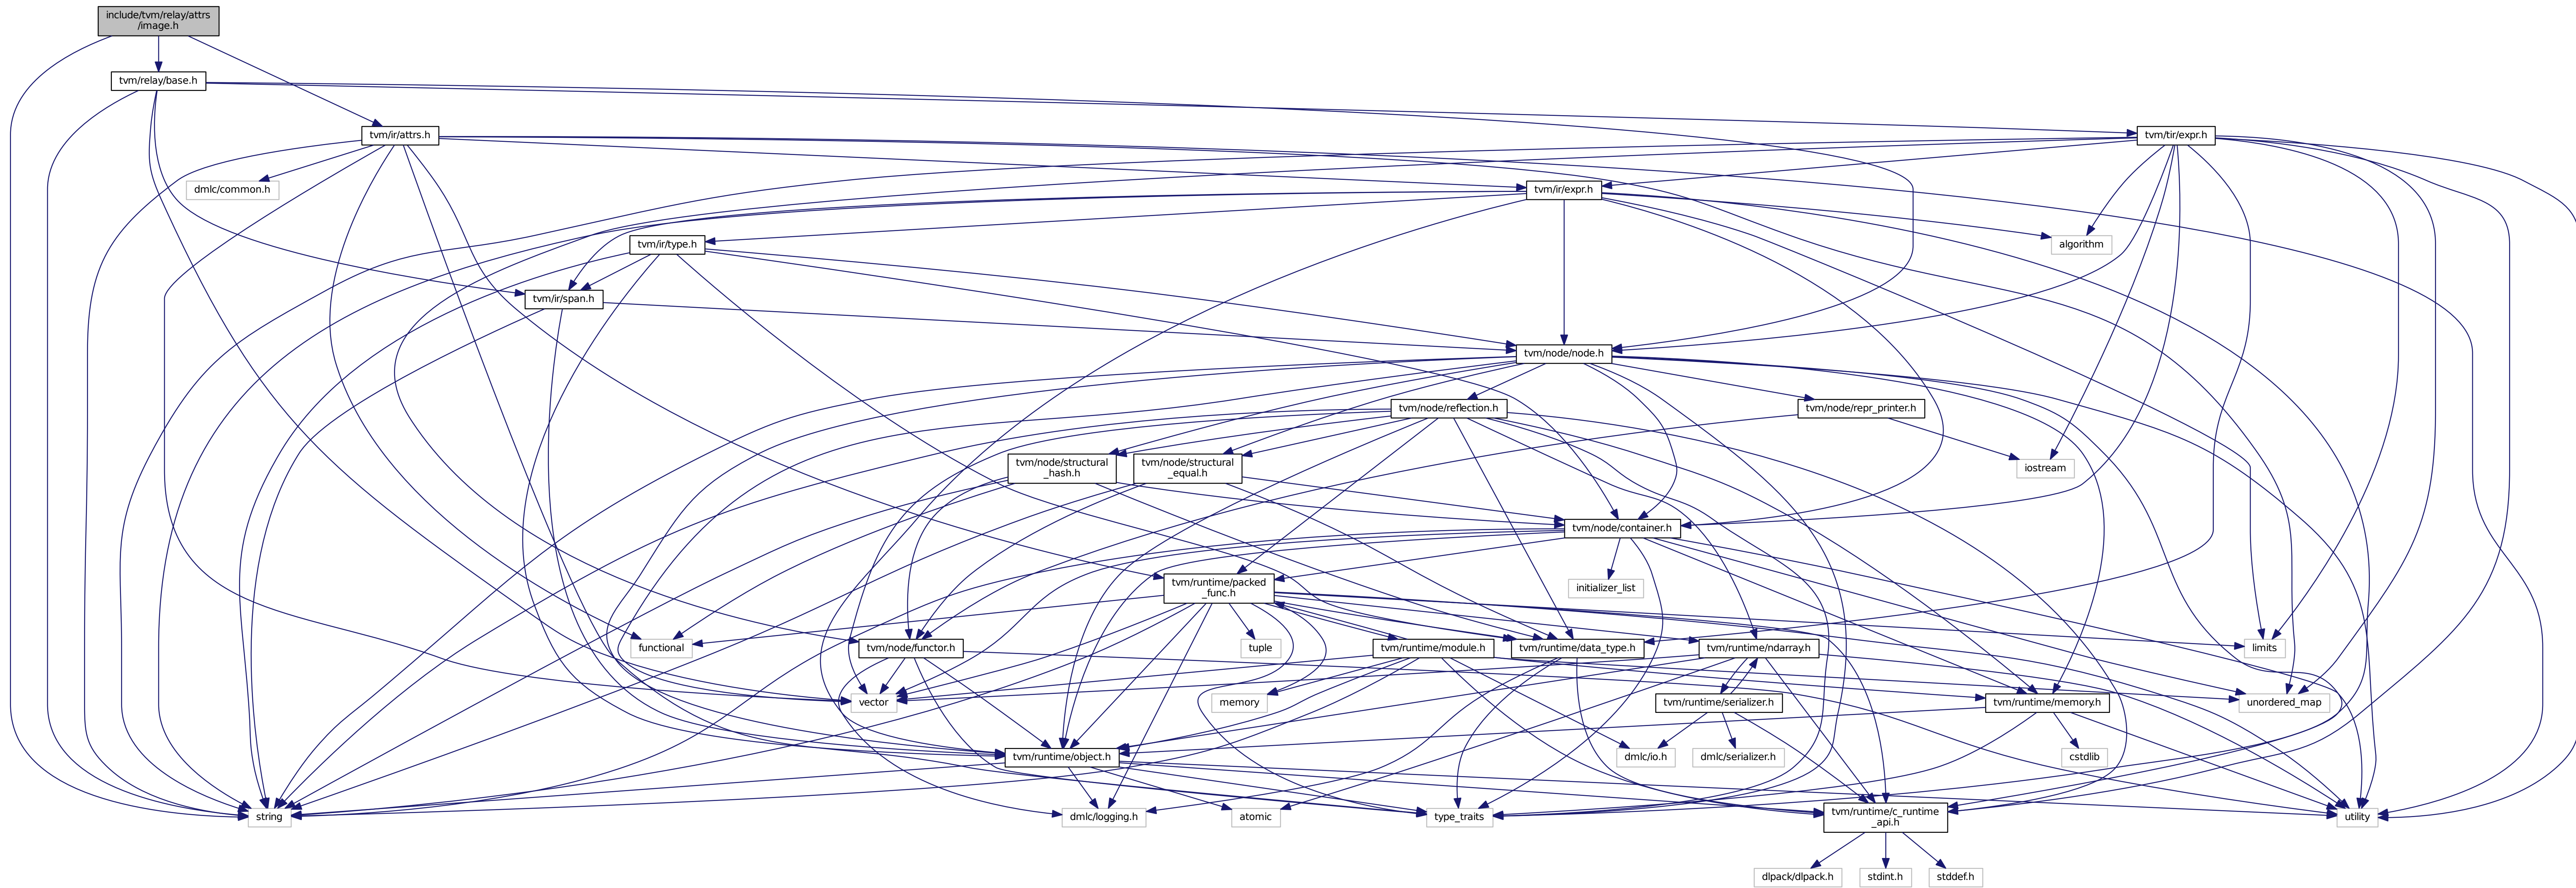 include/tvm/relay/attrs
/image.h
tvm/relay/base.h
tvm/ir/attrs.h
tvm/tir/expr.h
dmlc/common.h
tvm/ir/expr.h
tvm/ir/type.h
algorithm
tvm/ir/span.h
tvm/node/node.h
tvm/node/reflection.h
tvm/node/repr_printer.h
tvm/node/structural
_hash.h
tvm/node/structural
_equal.h
iostream
tvm/node/container.h
tvm/runtime/packed
_func.h
initializer_list
functional
tvm/node/functor.h
tuple
tvm/runtime/module.h
tvm/runtime/data_type.h
tvm/runtime/ndarray.h
limits
vector
memory
tvm/runtime/serializer.h
tvm/runtime/memory.h
unordered_map
tvm/runtime/object.h
dmlc/io.h
dmlc/serializer.h
cstdlib
string
dmlc/logging.h
atomic
type_traits
tvm/runtime/c_runtime
_api.h
utility
dlpack/dlpack.h
stdint.h
stddef.h